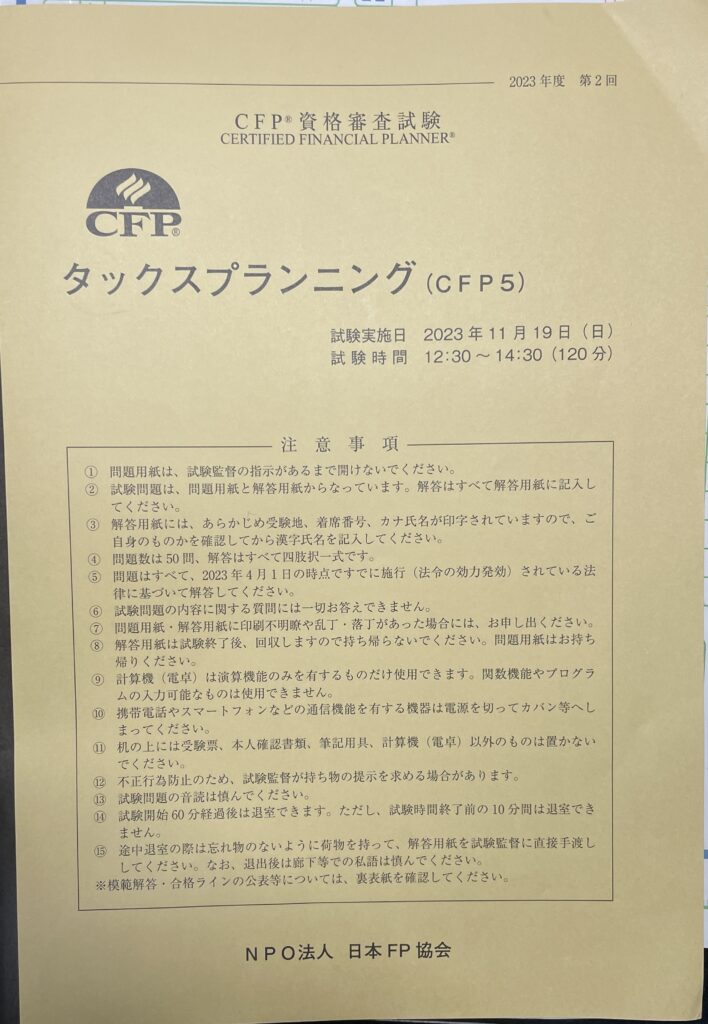 2023年度 第2回
CFP®資格審査試験
CERTIFIED FINANCIAL PLANNER®
CFP®
タックスプランニング(CFP5)
試験実施日 2023年11月19日(日)
試験時間 12:30~14:30(120分)
注意事項
① 問題用紙は、試験監督の指示があるまで開けないでください。
② 試験問題は、問題用紙と解答用紙からなっています。解答はすべて解答用紙に記入し
てください。
③ 解答用紙には、あらかじめ受験地、着席番号、カナ氏名が印字されていますので、ご
自身のものかを確認してから漢字氏名を記入してください。
④ 問題数は50問、解答はすべて四肢択一式です。
⑤ 問題はすべて、2023年4月1日の時点ですでに施行(法令の効力発効)されている法
律に基づいて解答してください。
⑥ 試験問題の内容に関する質問には一切お答えできません。
⑦ 問題用紙・解答用紙に印刷不明瞭や乱丁・落丁があった場合には、お申し出ください。
⑧ 解答用紙は試験終了後、回収しますので持ち帰らないでください。問題用紙はお持ち
帰りください。
⑨ 計算機(電卓)は演算機能のみを有するものだけ使用できます。関数機能やプログラ
ムの入力可能なものは使用できません。
⑩ 携帯電話やスマートフォンなどの通信機能を有する機器は電源を切ってカバン等へし
まってください。
⑪ 机の上には受験票、本人確認書類、筆記用具、計算機(電卓)以外のものは置かない
でください。
⑫ 不正行為防止のため、試験監督が持ち物の提示を求める場合があります。
⑬ 試験問題の音読は慎んでください。
⑭ 試験開始60分経過後は退室できます。ただし、試験時間終了前の10分間は退室でき
ません。
⑮ 途中退室の際は忘れ物のないように荷物を持って、解答用紙を試験監督に直接手渡し
してください。なお、退出後は廊下等での私語は慎んでください。
※模範解答・合格ラインの公表等については、裏表紙を確認してください。
NPO法人 日本FP協会